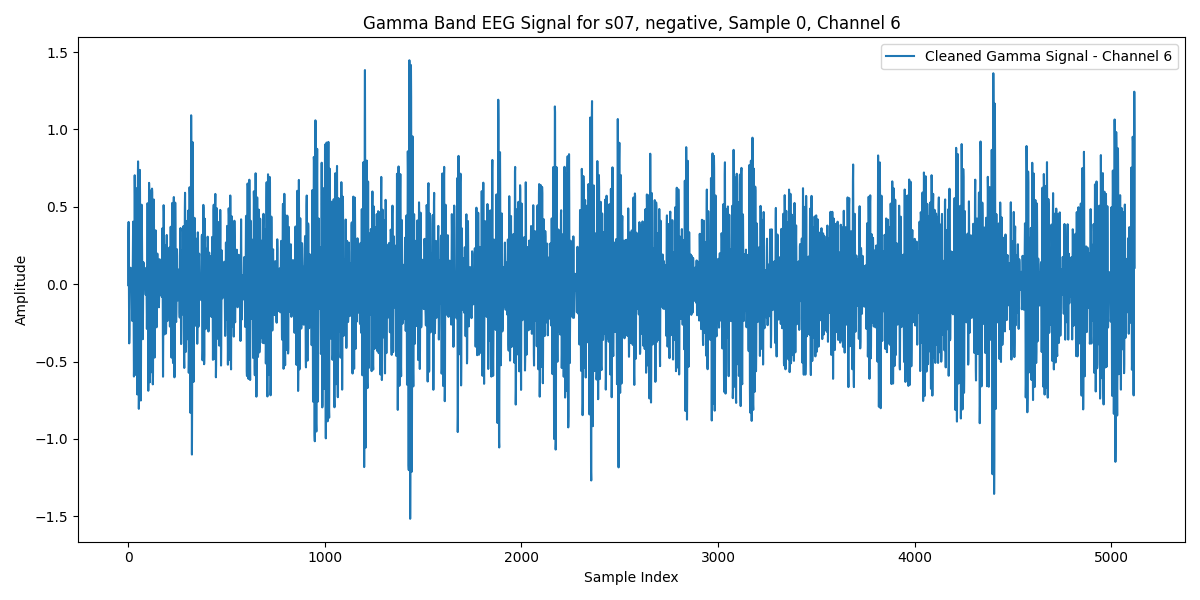 Gamma Band EEG Signal for s07, negative, Sample 0, Channel 6
Cleaned Gamma Signal - Channel 6
1.5
1.0
0.5
0.0
−0.5
−1.0
−1.5
Amplitude
0 1000 2000 3000 4000 5000
Sample Index